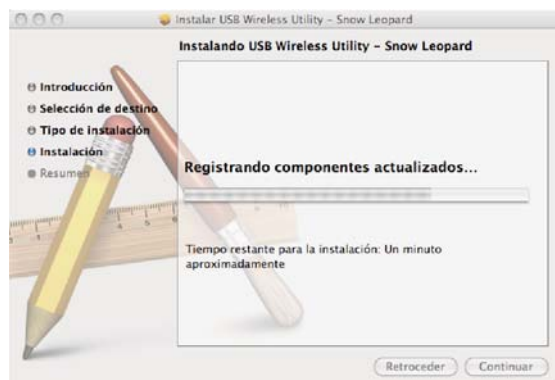 Instalar USB Wireless Utility – Snow Leopard
Instalando USB Wireless Utility – Snow Leopard
Introducción
Selección de destino
Tipo de instalación
Instalación
Resumen
Registrando componentes actualizados...
Tiempo restante para la instalación: Un minuto
aproximadamente
Retroceder
Continuar